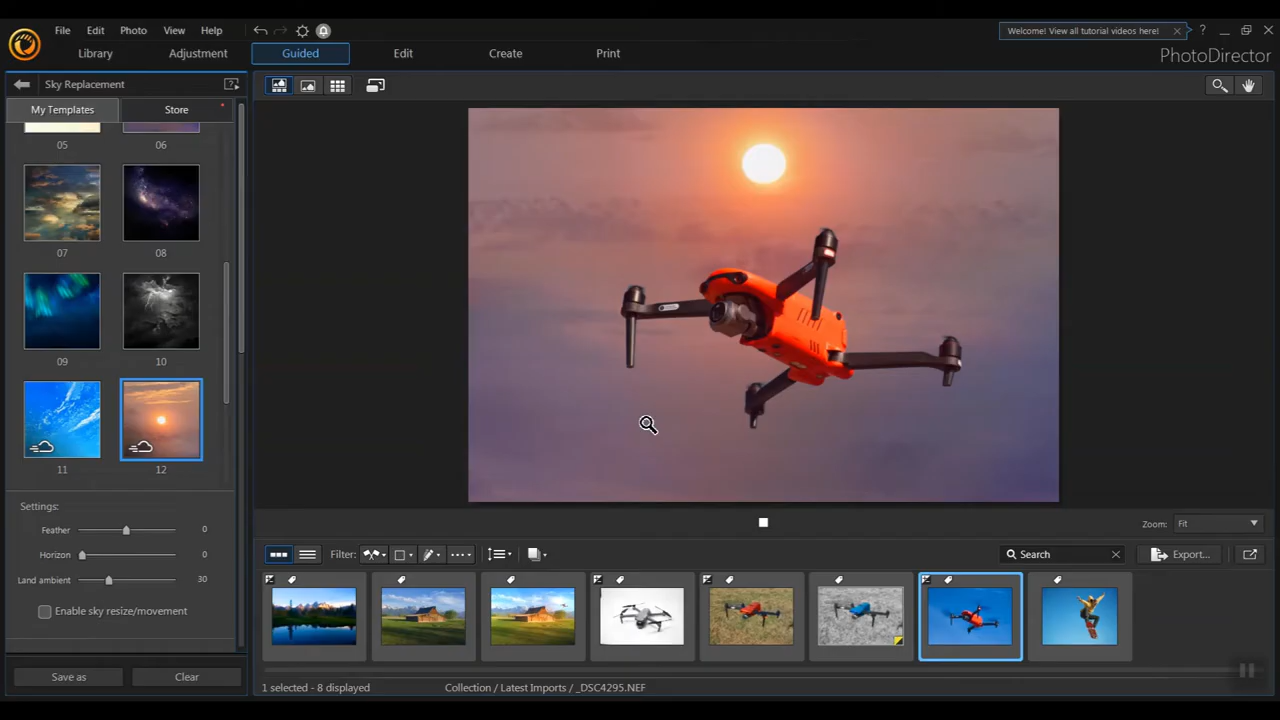 File Edit Photo View Help
Welcome! View all tutorial videos here!
Library Adjustment Guided Edit Create Print
PhotoDirector
Sky Replacement
My Templates Store
05 06
07 08
09 10
11 12
Settings:
Feather 0
Horizon 0
Land ambient 30
Enable sky resize/movement
Save as Clear
Zoom: Fit
Filter: Search Export...
1 selected - 8 displayed Collection / Latest Imports / _DSC4295.NEF